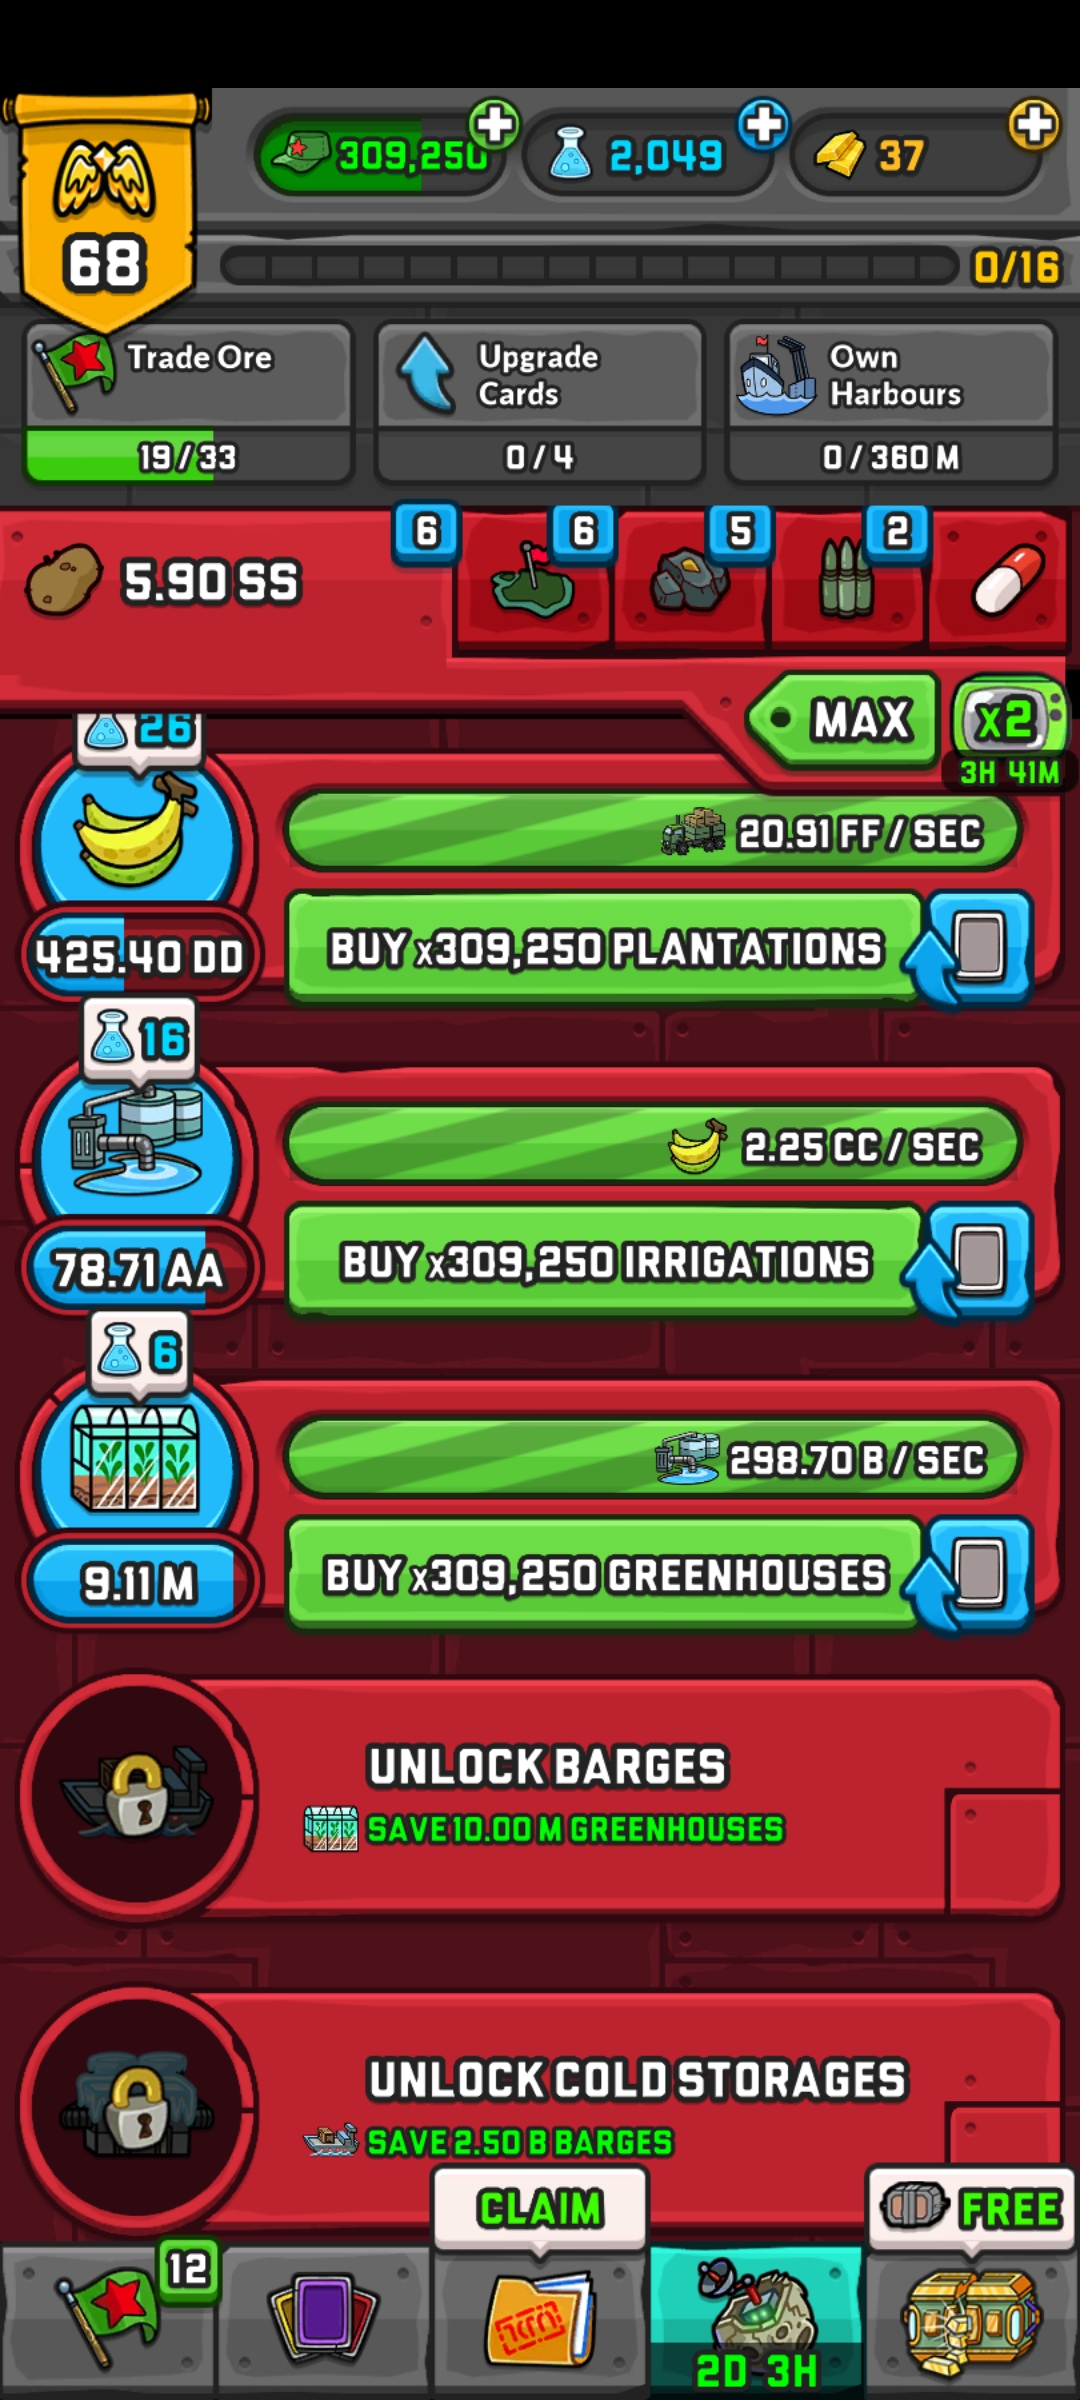 309,250
2,049
37
68
0/16
Trade Ore
19/33
Upgrade
Cards
0/4
Own
Harbours
0/360 M
5.90 SS
6
6
5
2
MAX
x2
3H 41M
26
20.91 FF/SEC
425.40 DD
BUY x309,250 PLANTATIONS
16
2.25 CC/SEC
78.71 AA
BUY x309,250 IRRIGATIONS
6
298.70 B/SEC
9.11 M
BUY x309,250 GREENHOUSES
UNLOCK BARGES
SAVE 10.00 M GREENHOUSES
UNLOCK COLD STORAGES
SAVE 2.50 B BARGES
CLAIM
FREE
12
2D 3H